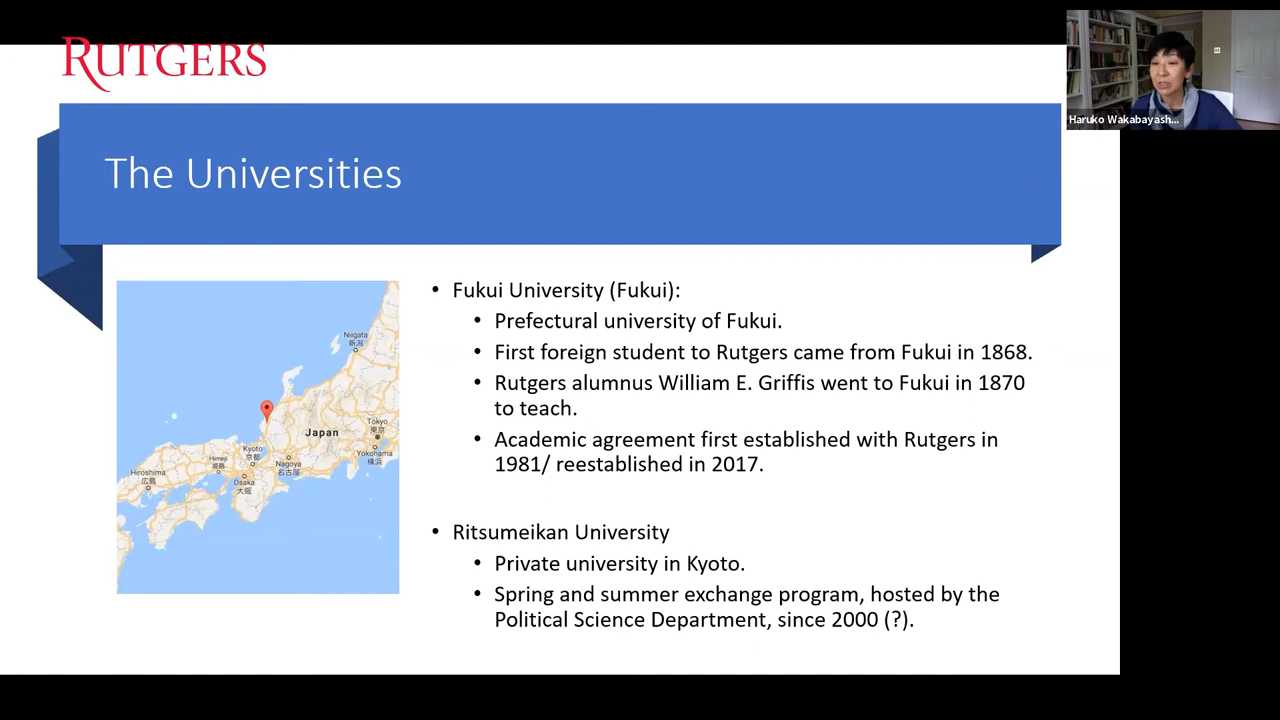 RUTGERS
Haruko Wakabayash...
The Universities
• Fukui University (Fukui):
• Prefectural university of Fukui.
• First foreign student to Rutgers came from Fukui in 1868.
• Rutgers alumnus William E. Griffis went to Fukui in 1870
to teach.
• Academic agreement first established with Rutgers in
1981/ reestablished in 2017.
• Ritsumeikan University
• Private university in Kyoto.
• Spring and summer exchange program, hosted by the
Political Science Department, since 2000 (?).
Niigata
新潟
Japan
Tokyo
東京
Yokohama
横浜
Kyoto
京都
Nagoya
名古屋
Himeji
姫路
Osaka
大阪
Hiroshima
広島